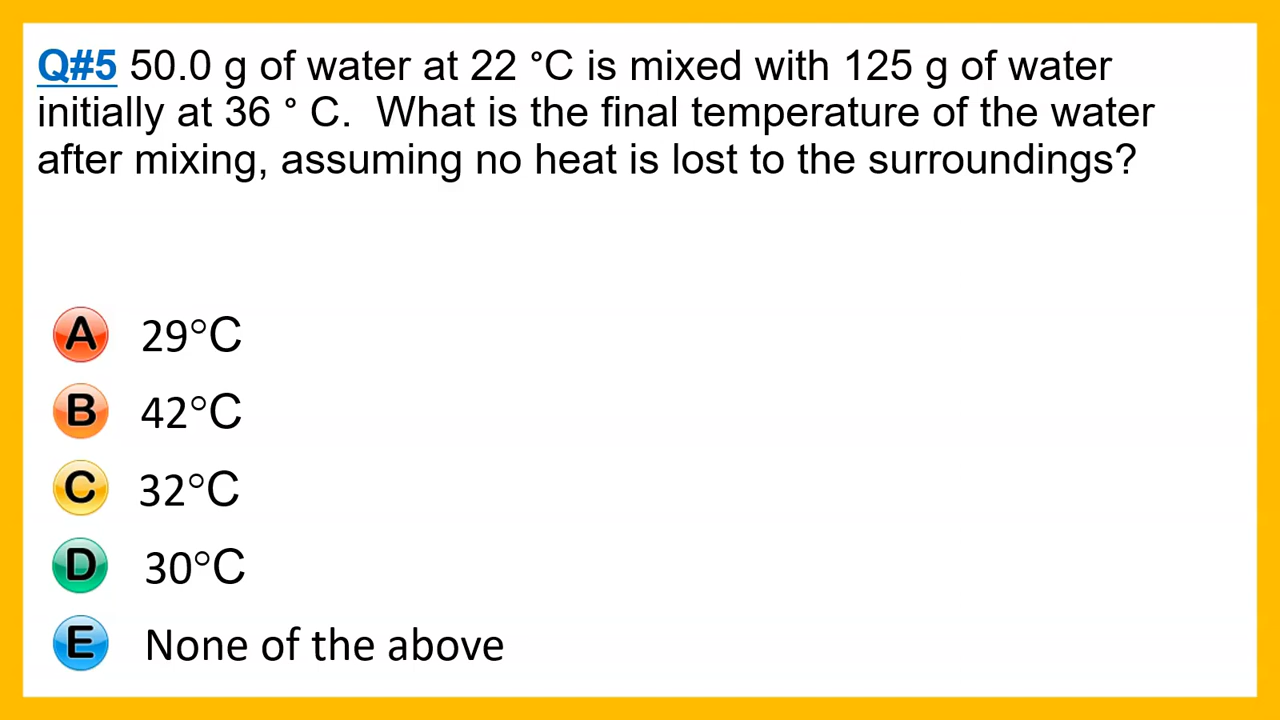 Q#5 50.0 g of water at 22 °C is mixed with 125 g of water
initially at 36 ° C.  What is the final temperature of the water
after mixing, assuming no heat is lost to the surroundings?
A 29°C
B 42°C
C 32°C
D 30°C
E None of the above